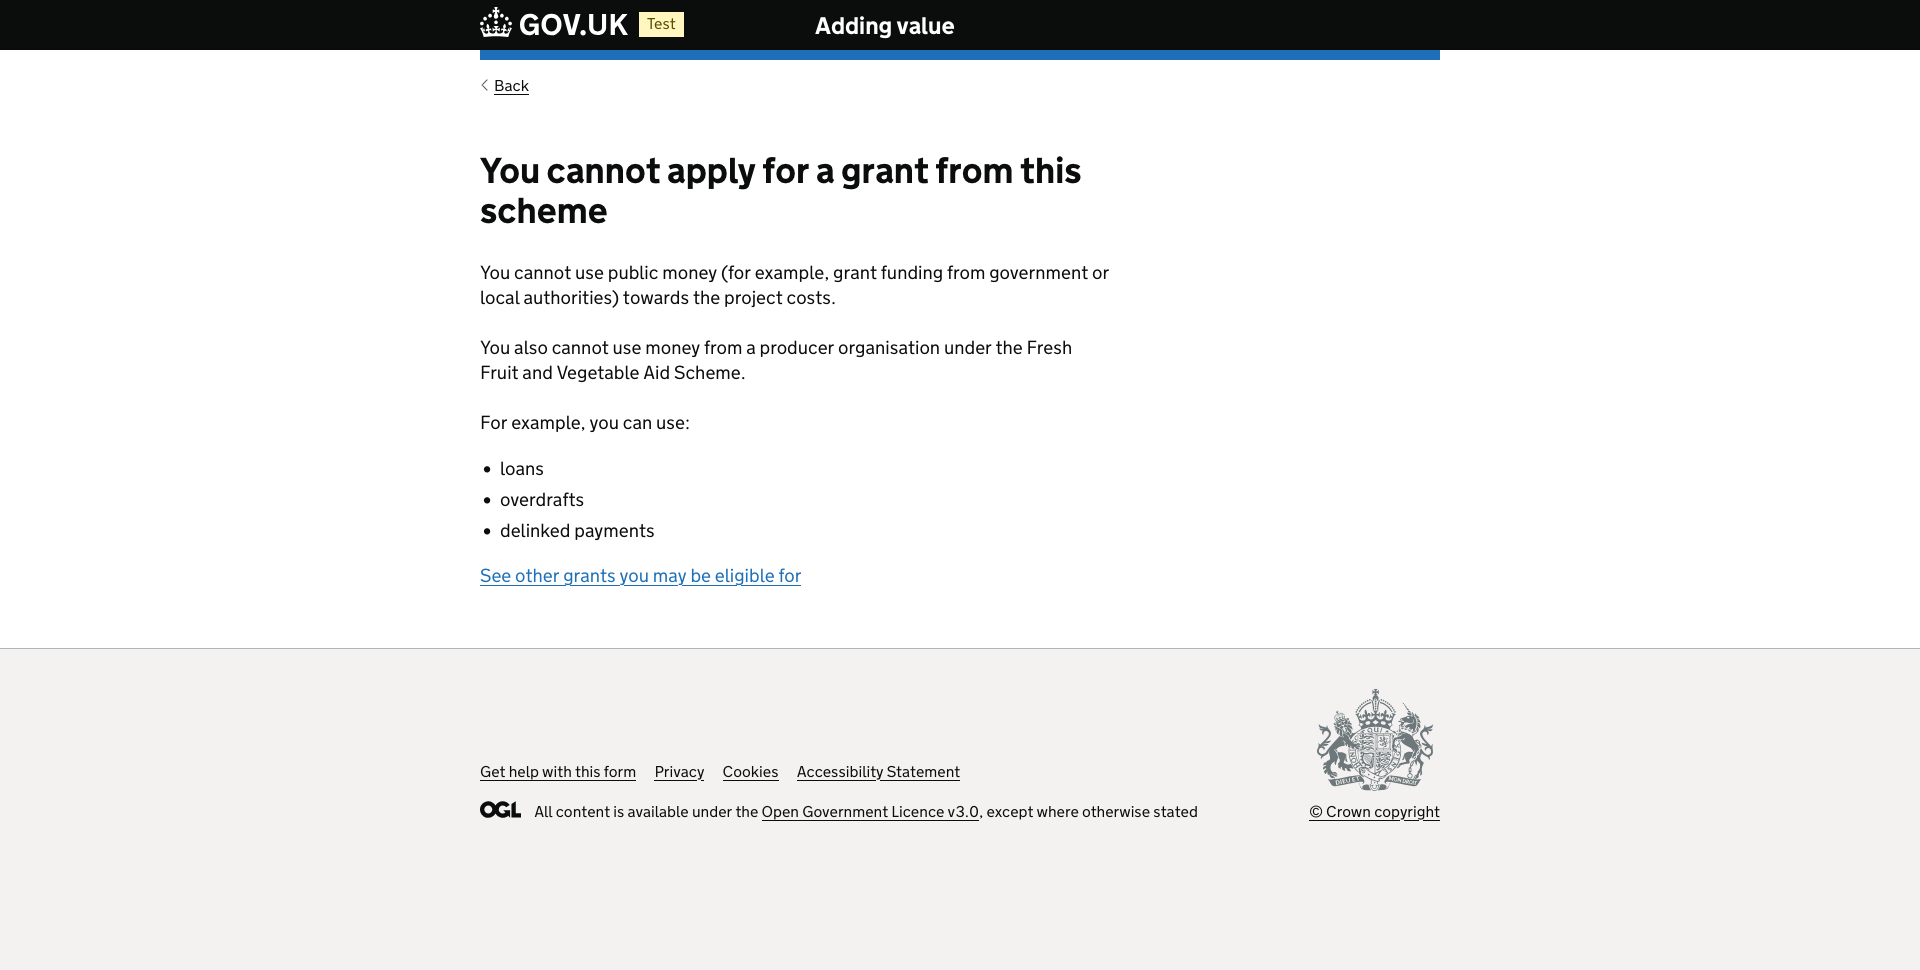 GOV.UK Test Adding value
Back
You cannot apply for a grant from this
scheme
You cannot use public money (for example, grant funding from government or
local authorities) towards the project costs.
You also cannot use money from a producer organisation under the Fresh
Fruit and Vegetable Aid Scheme.
For example, you can use:
• loans
• overdrafts
• delinked payments
See other grants you may be eligible for
Get help with this form Privacy Cookies Accessibility Statement
OGL All content is available under the Open Government Licence v3.0, except where otherwise stated
© Crown copyright